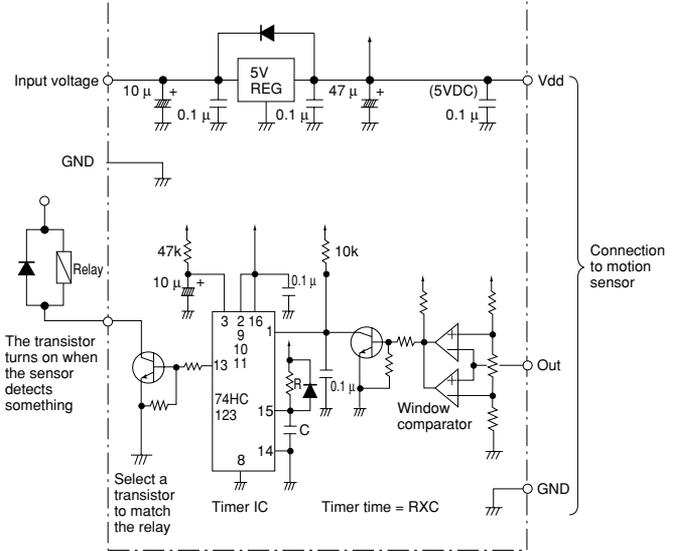 5V
REG
Input voltage
10 μ
+
0.1 μ
0.1 μ
47 μ
+
(5VDC)
0.1 μ
Vdd
GND
Relay
47k
10 μ
+
0.1 μ
10k
Connection
to motion
sensor
3 2 16
9
10
11
1
13
The transistor
turns on when
the sensor
detects
something
R
0.1 μ
+
+
Out
74HC
123
15
C
14
8
Window
comparator
Select a
transistor
to match
the relay
Timer IC
Timer time = RXC
GND